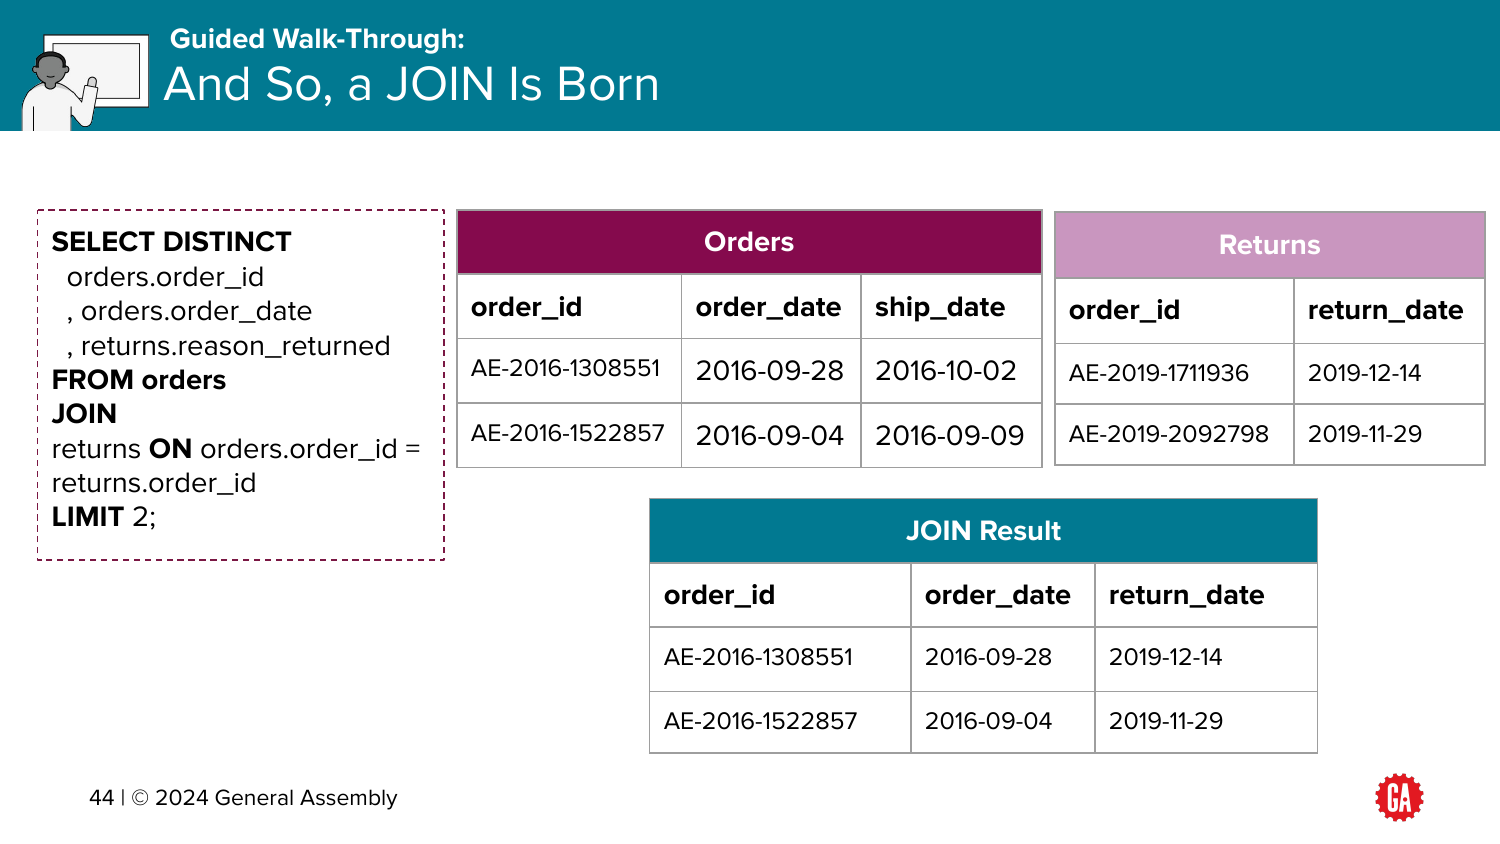 Guided Walk-Through:
And So, a JOIN Is Born
SELECT DISTINCT
orders.order_id
, orders.order_date
, returns.reason_returned
FROM orders
JOIN
returns ON orders.order_id =
returns.order_id
LIMIT 2;
Orders
order_id order_date ship_date
AE-2016-1308551 2016-09-28 2016-10-02
AE-2016-1522857 2016-09-04 2016-09-09
Returns
order_id return_date
AE-2019-1711936 2019-12-14
AE-2019-2092798 2019-11-29
JOIN Result
order_id order_date return_date
AE-2016-1308551 2016-09-28 2019-12-14
AE-2016-1522857 2016-09-04 2019-11-29
44 | © 2024 General Assembly
GA